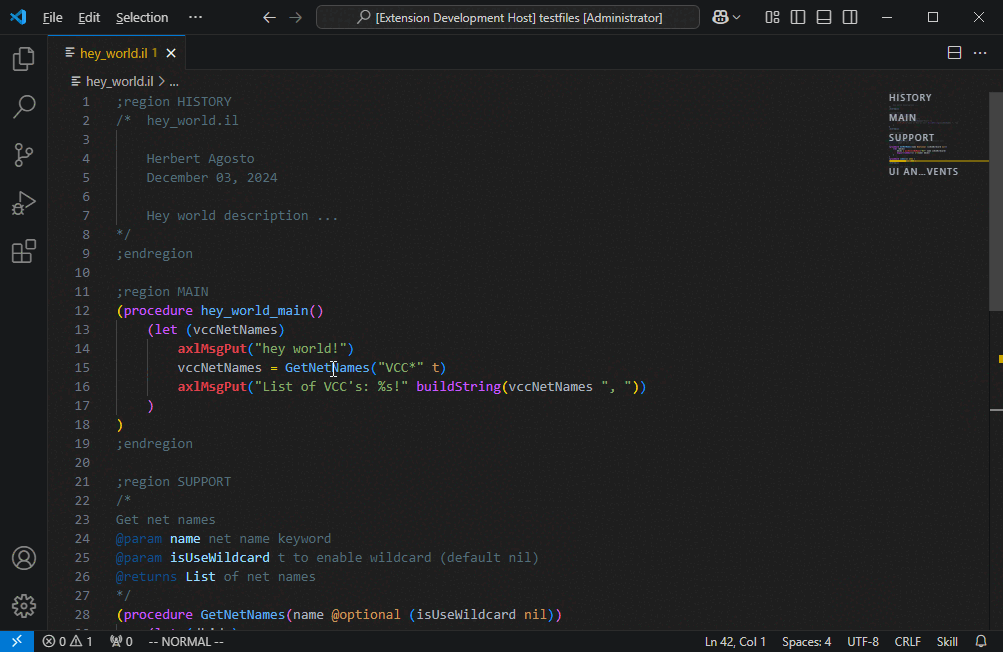 File Edit Selection ··· [Extension Development Host] testfiles [Administrator]
hey_world.il 1
hey_world.il > ...
1 ;region HISTORY
2 /* hey_world.il
3
4 Herbert Agosto
5 December 03, 2024
6
7 Hey world description ...
8 */
9 ;endregion
10
11 ;region MAIN
12 (procedure hey_world_main()
13 (let (vccNetNames)
14 axlMsgPut("hey world!")
15 vccNetNames = GetNetNames("VCC*" t)
16 axlMsgPut("List of VCC's: %s!" buildString(vccNetNames ", "))
17 )
18 )
19 ;endregion
20
21 ;region SUPPORT
22 /*
23 Get net names
24 @param name net name keyword
25 @param isUseWildcard t to enable wildcard (default nil)
26 @returns List of net names
27 */
28 (procedure GetNetNames(name @optional (isUseWildcard nil))
HISTORY
MAIN
SUPPORT
UI AN...VENTS
0 1 0 -- NORMAL -- Ln 42, Col 1 Spaces: 4 UTF-8 CRLF Skill